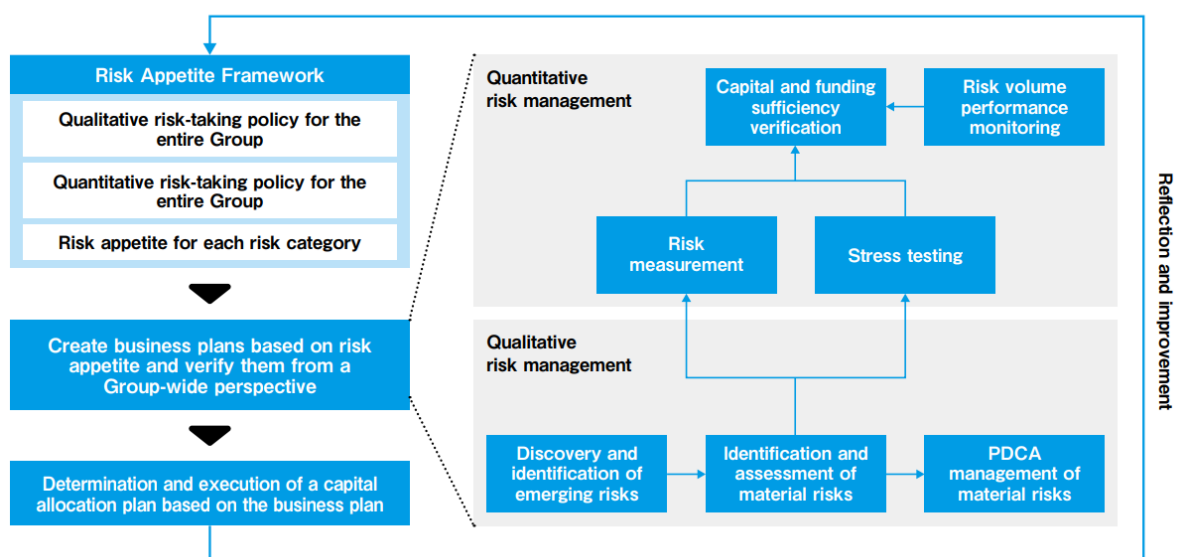 Risk Appetite Framework
Qualitative risk-taking policy for the
entire Group
Quantitative risk-taking policy for the
entire Group
Risk appetite for each risk category
Create business plans based on risk
appetite and verify them from a
Group-wide perspective
Determination and execution of a capital
allocation plan based on the business plan
Quantitative
risk management
Capital and funding
sufficiency
verification
Risk volume
performance
monitoring
Risk
measurement
Stress testing
Qualitative
risk management
Discovery and
identification of
emerging risks
Identification and
assessment of
material risks
PDCA
management of
material risks
Reflection and improvement